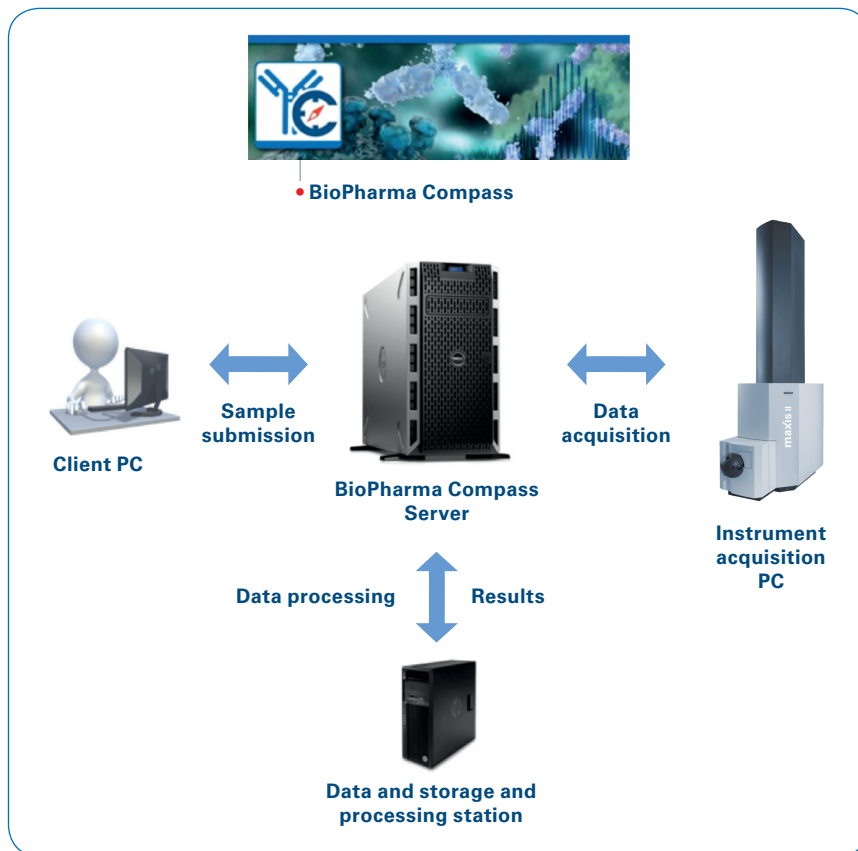 BioPharma Compass
Sample
submission
Data
acquisition
Client PC
BioPharma Compass
Server
maXis II
Instrument
acquisition
PC
Data processing
Results
Data and storage and
processing station